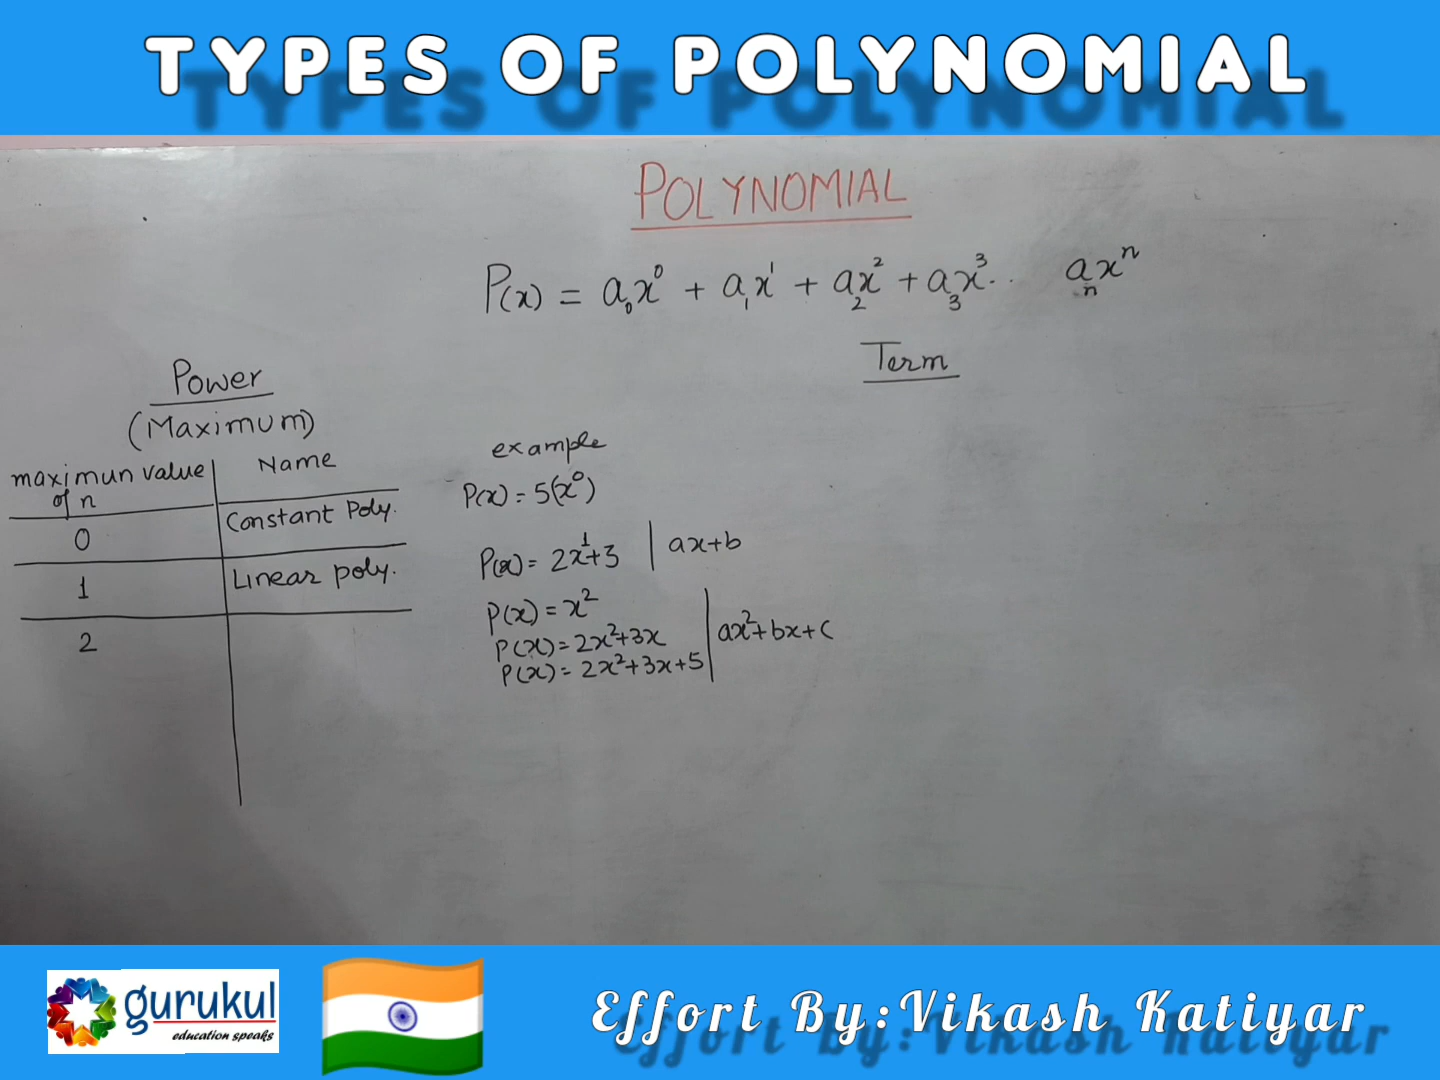 TYPES OF POLYNOMIAL
POLYNOMIAL
P(x) = a₀x⁰ + a₁x¹ + a₂x² + a₃x³... aₙxⁿ
Term
Power
(Maximum)
maximun value of n
Name
example
0
Constant Poly.
P(x) = 5(x⁰)
1
Linear poly.
P(x) = 2x¹+3 | ax+b
2
P(x) = x²
P(x) = 2x²+3x
P(x) = 2x²+3x+5
ax²+bx+c
gurukul
education speaks
Effort By:Vikash Katiyar